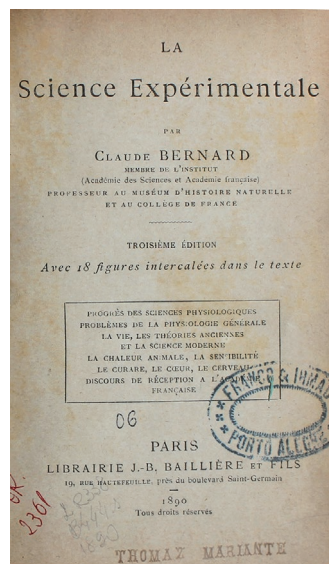 LA
Science Expérimentale
PAR
CLAUDE BERNARD
MEMBRE DE L'INSTITUT
(Académie des Sciences et Académie française)
PROFESSEUR AU MUSÉUM D'HISTOIRE NATURELLE
ET AU COLLÈGE DE FRANCE
TROISIÈME ÉDITION
Avec 18 figures intercalées dans le texte
PROGRÈS DES SCIENCES PHYSIOLOGIQUES
PROBLÈMES DE LA PHYSIOLOGIE GÉNÉRALE
LA VIE, LES THÉORIES ANCIENNES
ET LA SCIENCE MODERNE
LA CHALEUR ANIMALE, LA SENSIBILITÉ
LE CURARE, LE CŒUR, LE CERVEAU
DISCOURS DE RÉCEPTION A L'ACADÉMIE
FRANÇAISE
FRANCO & IRMÃO
PORTO ALEGRE
06
PARIS
LIBRAIRIE J.-B. BAILLIÈRE ET FILS
19, RUE HAUTEFEUILLE, près du boulevard Saint-Germain
1890
Tous droits réservés
2301
THOMAZ MARIANTE